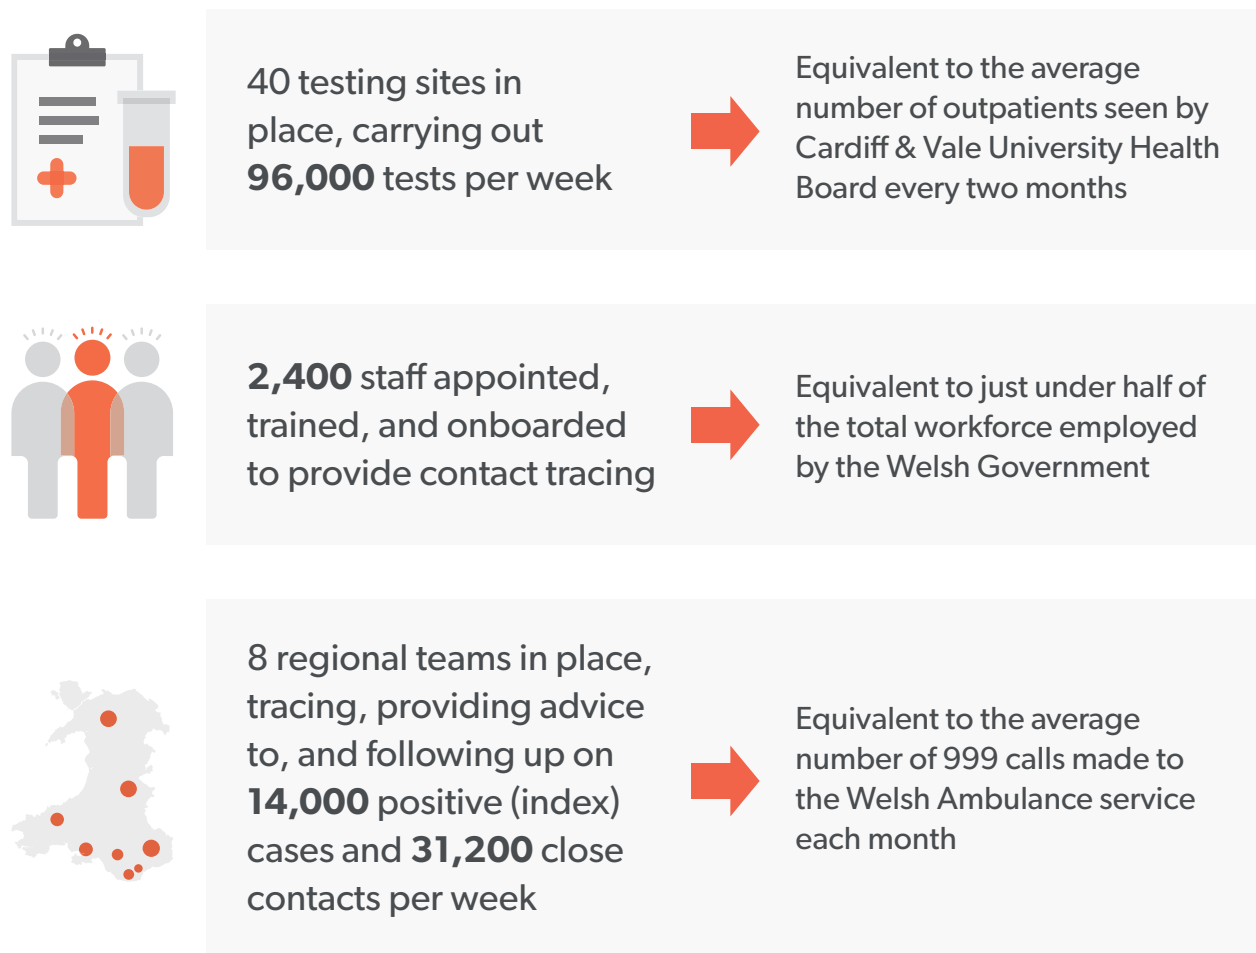 40 testing sites in
place, carrying out
96,000 tests per week
Equivalent to the average
number of outpatients seen by
Cardiff & Vale University Health
Board every two months
2,400 staff appointed,
trained, and onboarded
to provide contact tracing
Equivalent to just under half of
the total workforce employed
by the Welsh Government
8 regional teams in place,
tracing, providing advice
to, and following up on
14,000 positive (index)
cases and 31,200 close
contacts per week
Equivalent to the average
number of 999 calls made to
the Welsh Ambulance service
each month